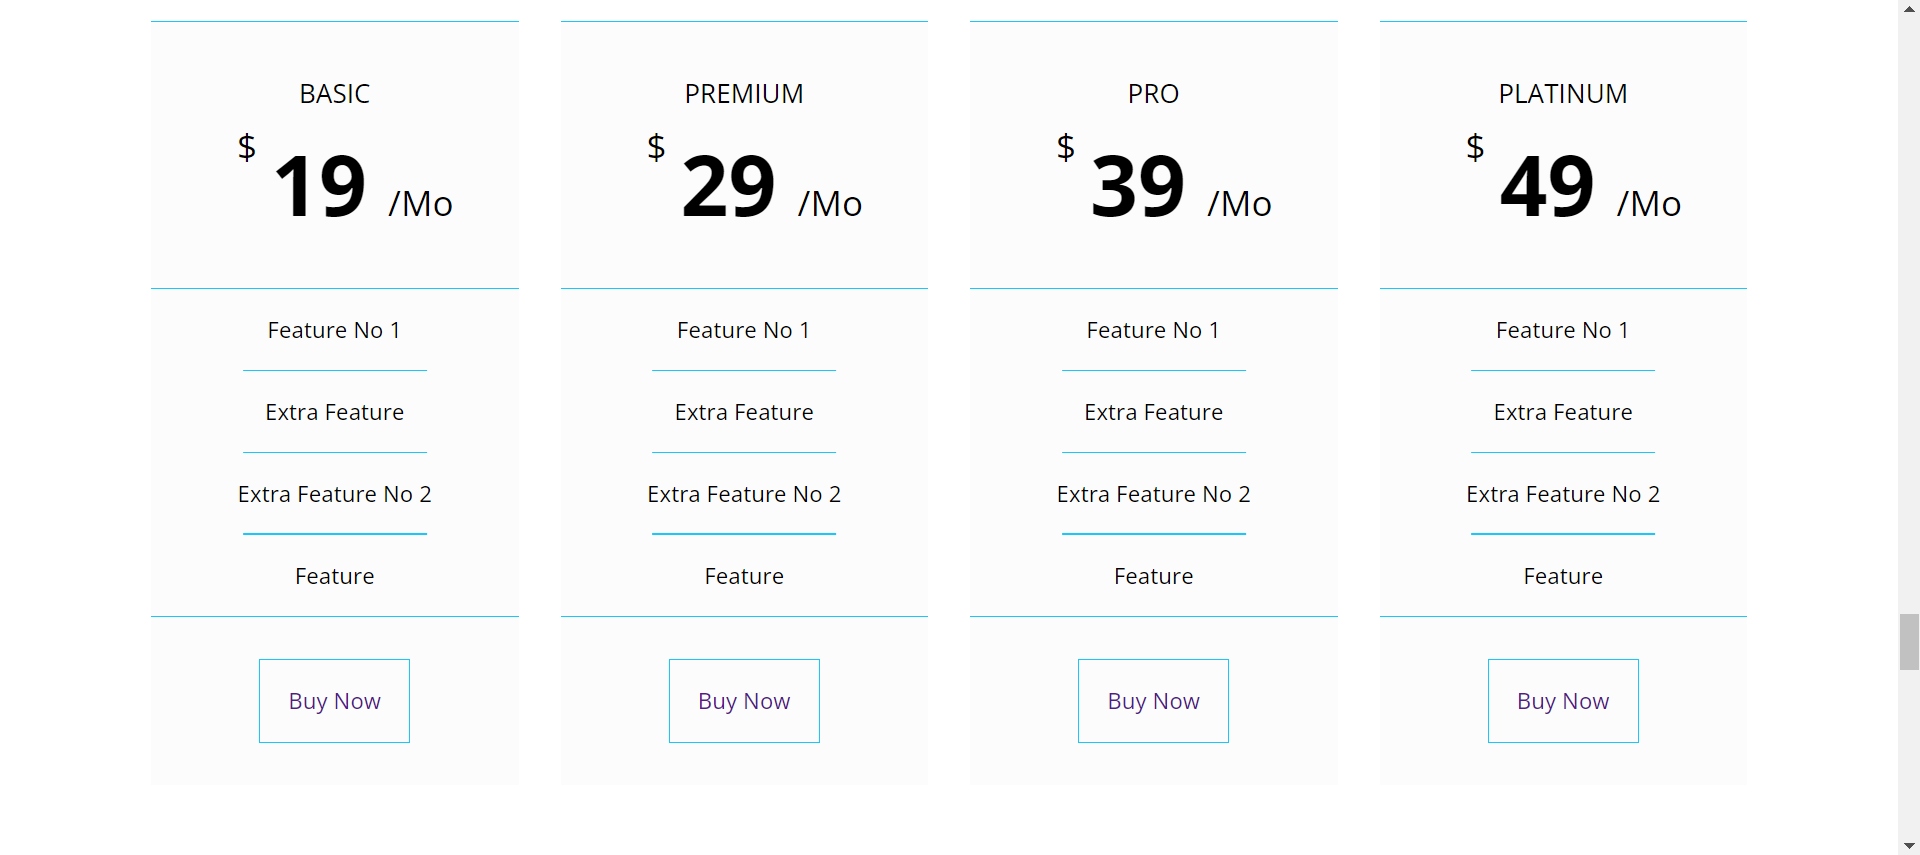 BASIC
$ 19 /Mo
Feature No 1
Extra Feature
Extra Feature No 2
Feature
Buy Now
PREMIUM
$ 29 /Mo
Feature No 1
Extra Feature
Extra Feature No 2
Feature
Buy Now
PRO
$ 39 /Mo
Feature No 1
Extra Feature
Extra Feature No 2
Feature
Buy Now
PLATINUM
$ 49 /Mo
Feature No 1
Extra Feature
Extra Feature No 2
Feature
Buy Now